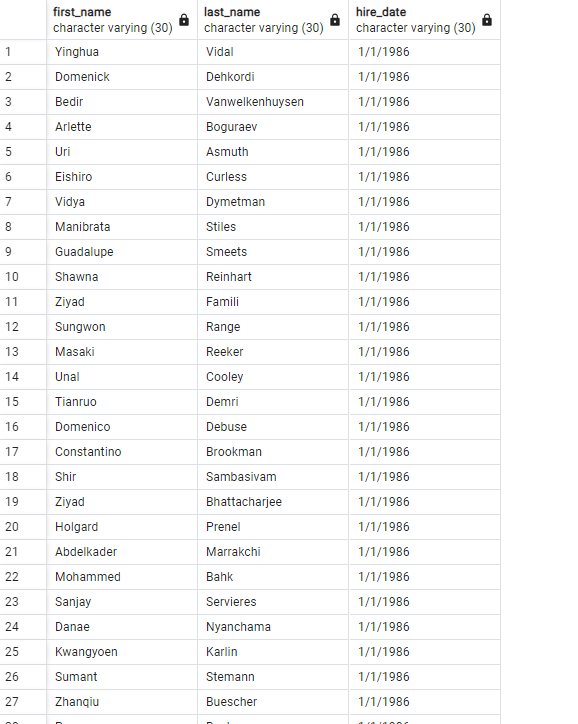 first_name last_name hire_date
character varying (30) character varying (30) character varying (30)
1 Yinghua Vidal 1/1/1986
2 Domenick Dehkordi 1/1/1986
3 Bedir Vanwelkenhuysen 1/1/1986
4 Arlette Boguraev 1/1/1986
5 Uri Asmuth 1/1/1986
6 Eishiro Curless 1/1/1986
7 Vidya Dymetman 1/1/1986
8 Manibrata Stiles 1/1/1986
9 Guadalupe Smeets 1/1/1986
10 Shawna Reinhart 1/1/1986
11 Ziyad Famili 1/1/1986
12 Sungwon Range 1/1/1986
13 Masaki Reeker 1/1/1986
14 Unal Cooley 1/1/1986
15 Tianruo Demri 1/1/1986
16 Domenico Debuse 1/1/1986
17 Constantino Brookman 1/1/1986
18 Shir Sambasivam 1/1/1986
19 Ziyad Bhattacharjee 1/1/1986
20 Holgard Prenel 1/1/1986
21 Abdelkader Marrakchi 1/1/1986
22 Mohammed Bahk 1/1/1986
23 Sanjay Servieres 1/1/1986
24 Danae Nyanchama 1/1/1986
25 Kwangyoen Karlin 1/1/1986
26 Sumant Stemann 1/1/1986
27 Zhanqiu Buescher 1/1/1986